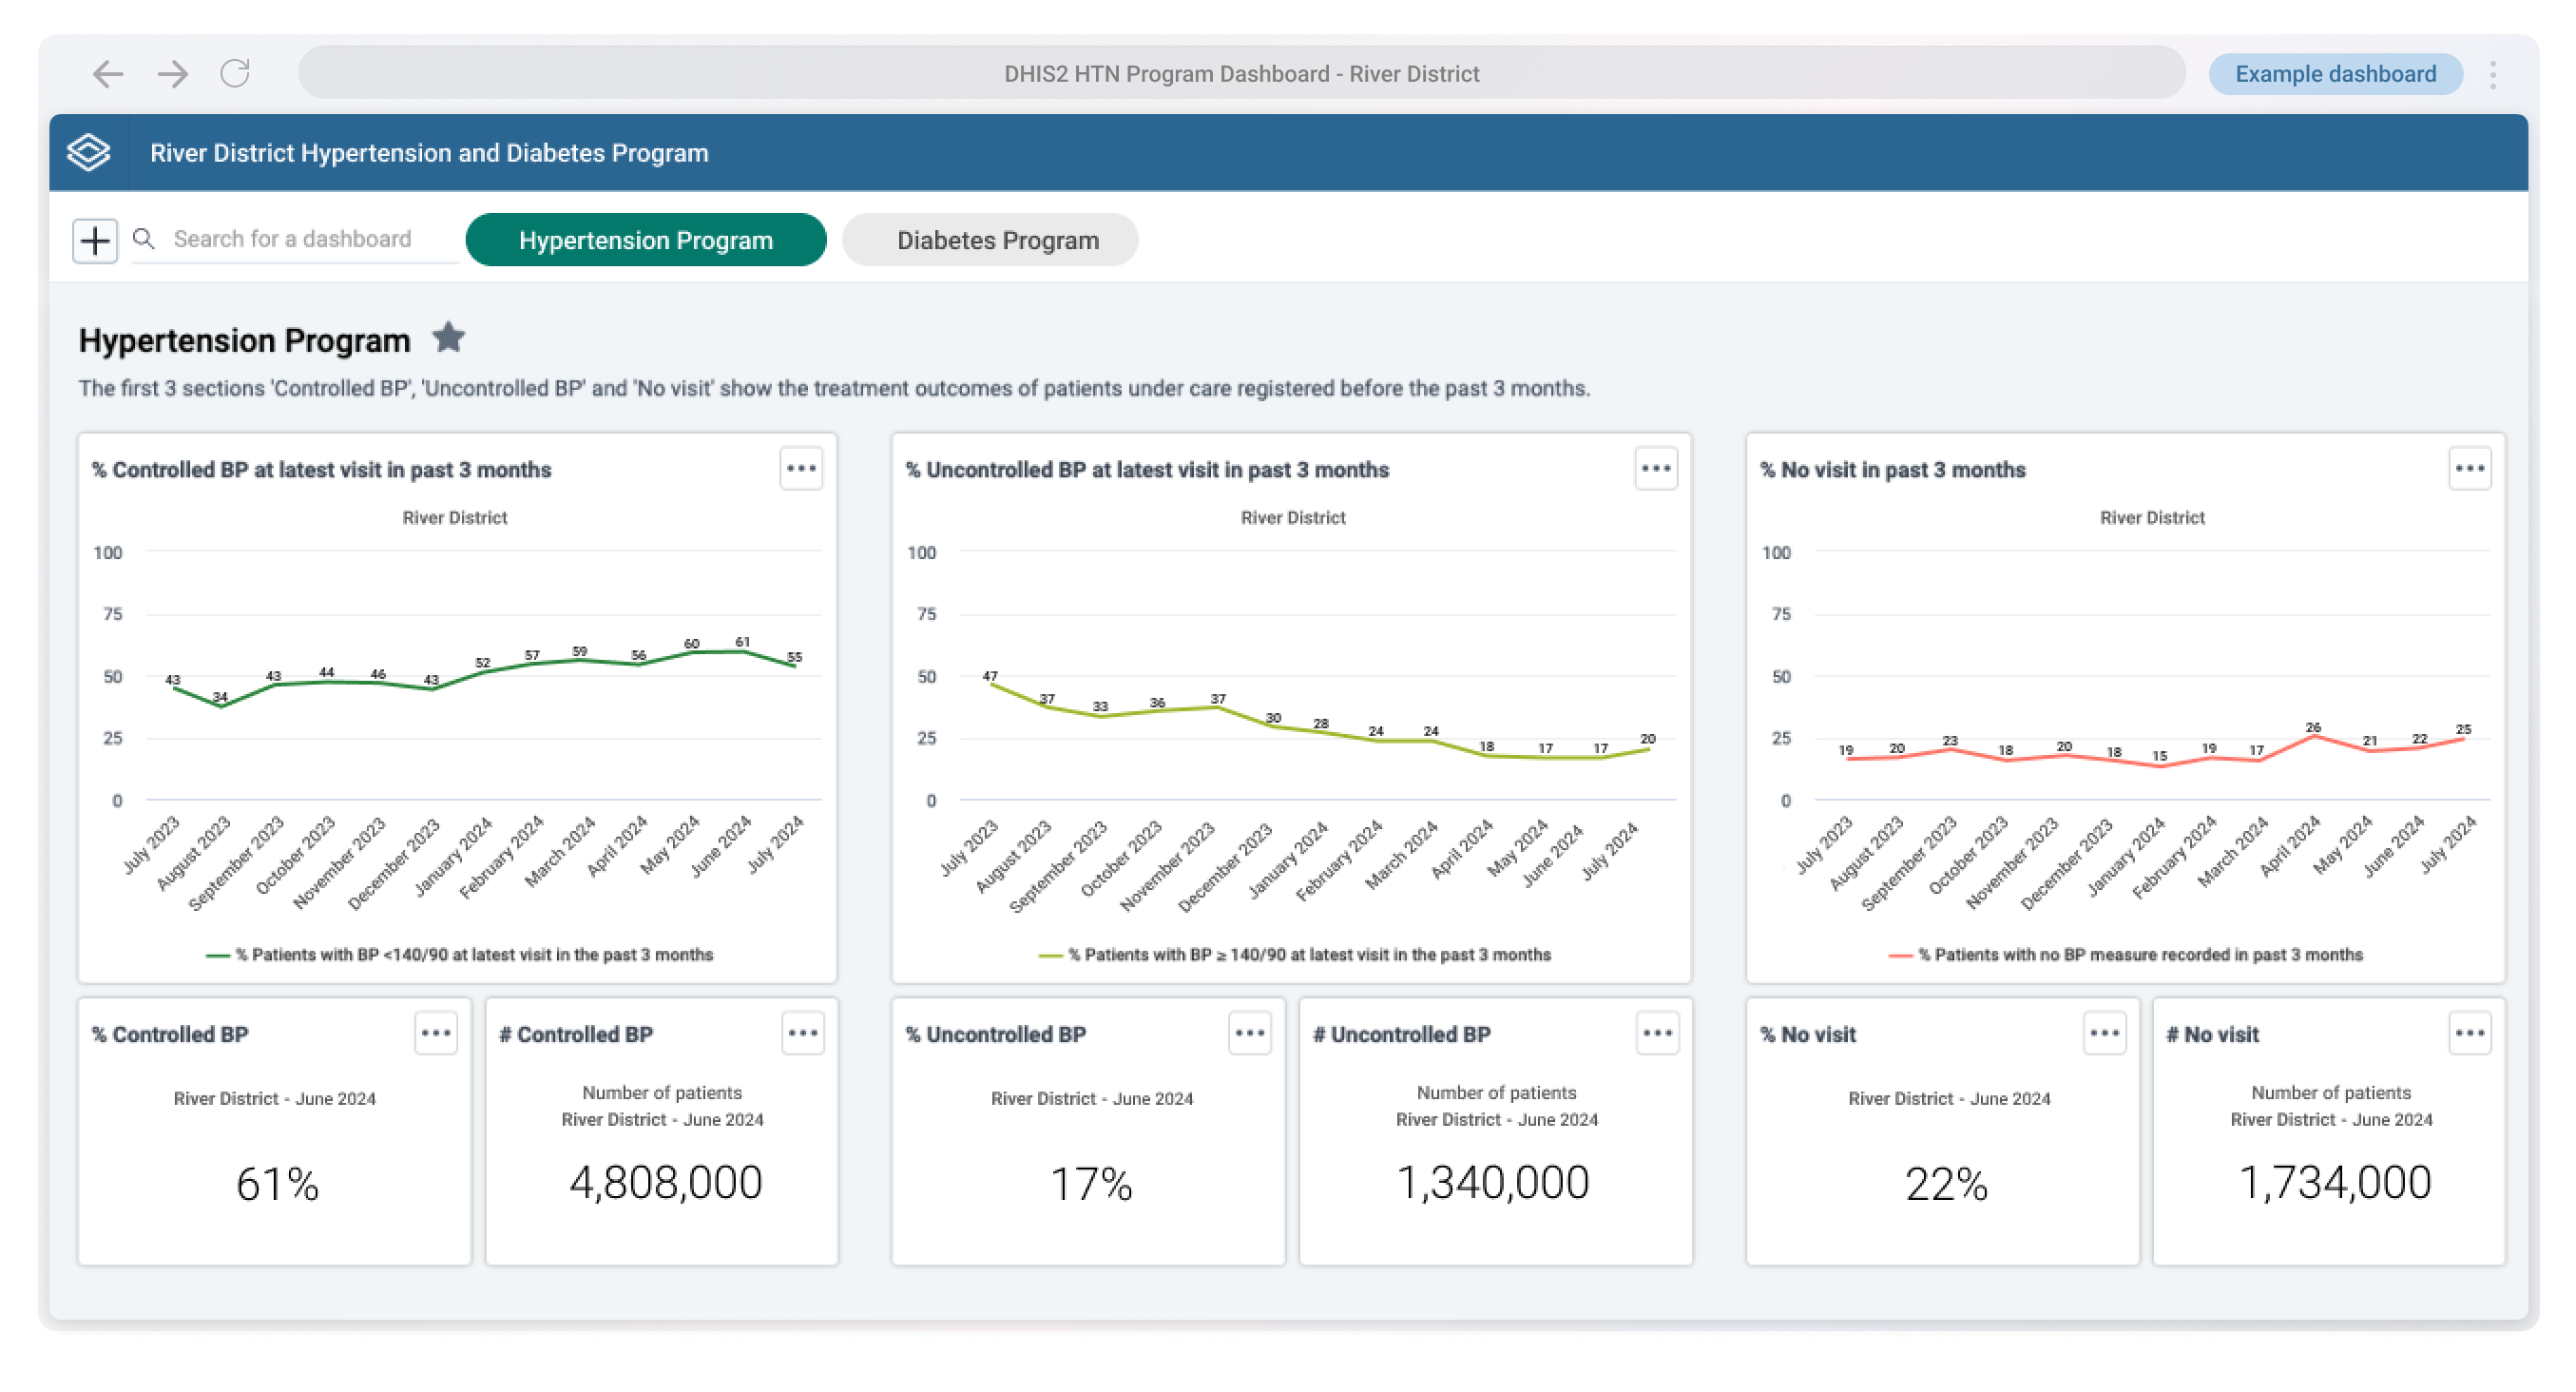 DHIS2 HTN Program Dashboard - River District
Example dashboard
River District Hypertension and Diabetes Program
Search for a dashboard
Hypertension Program
Diabetes Program
Hypertension Program
The first 3 sections 'Controlled BP', 'Uncontrolled BP' and 'No visit' show the treatment outcomes of patients under care registered before the past 3 months.
% Controlled BP at latest visit in past 3 months
River District
100
75
50
25
0
43
34
43
44
46
43
52
57
59
56
60
61
55
July 2023
August 2023
September 2023
October 2023
November 2023
December 2023
January 2024
February 2024
March 2024
April 2024
May 2024
June 2024
July 2024
% Patients with BP <140/90 at latest visit in the past 3 months
% Uncontrolled BP at latest visit in past 3 months
River District
100
75
50
25
0
47
37
33
36
37
30
28
24
24
18
17
17
20
July 2023
August 2023
September 2023
October 2023
November 2023
December 2023
January 2024
February 2024
March 2024
April 2024
May 2024
June 2024
July 2024
% Patients with BP ≥ 140/90 at latest visit in the past 3 months
% No visit in past 3 months
River District
100
75
50
25
0
19
20
23
18
20
18
15
19
17
26
21
22
25
July 2023
August 2023
September 2023
October 2023
November 2023
December 2023
January 2024
February 2024
March 2024
April 2024
May 2024
June 2024
July 2024
% Patients with no BP measure recorded in past 3 months
% Controlled BP
River District - June 2024
61%
# Controlled BP
Number of patients
River District - June 2024
4,808,000
% Uncontrolled BP
River District - June 2024
17%
# Uncontrolled BP
Number of patients
River District - June 2024
1,340,000
% No visit
River District - June 2024
22%
# No visit
Number of patients
River District - June 2024
1,734,000